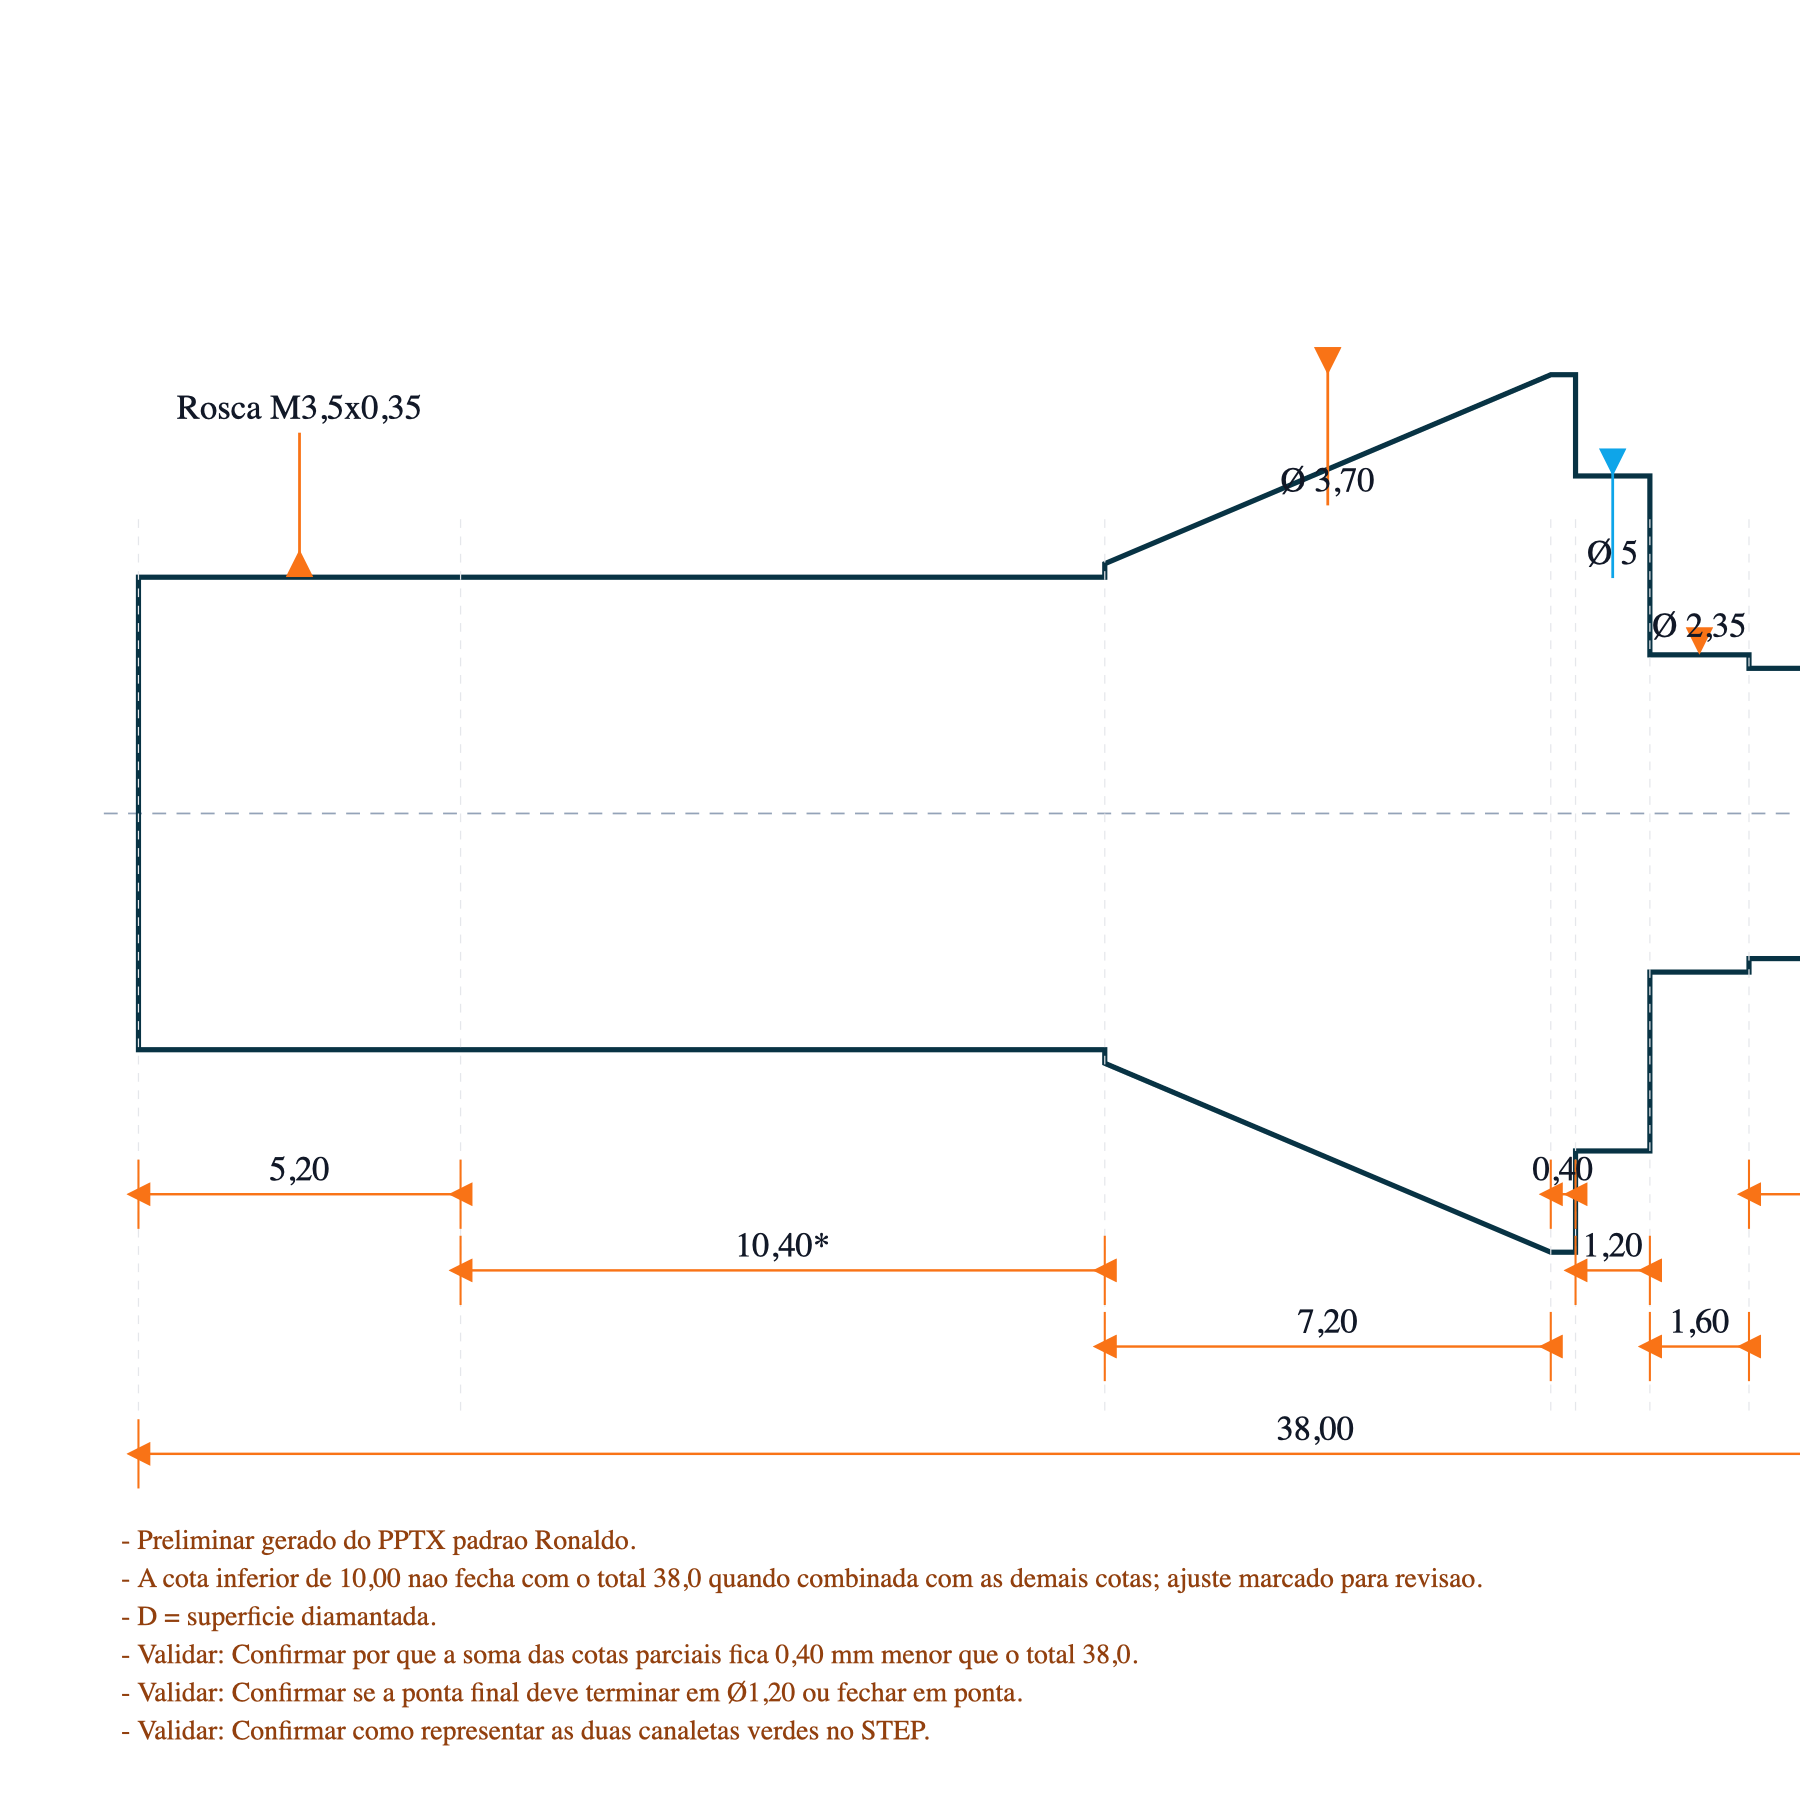 Rosca M3,5x0,35
Ø 3,70
Ø 5
Ø 2,35
5,20
0,40
10,40*
1,20
7,20
1,60
38,00
- Preliminar gerado do PPTX padrao Ronaldo.
- A cota inferior de 10,00 nao fecha com o total 38,0 quando combinada com as demais cotas; ajuste marcado para revisao.
- D = superficie diamantada.
- Validar: Confirmar por que a soma das cotas parciais fica 0,40 mm menor que o total 38,0.
- Validar: Confirmar se a ponta final deve terminar em Ø1,20 ou fechar em ponta.
- Validar: Confirmar como representar as duas canaletas verdes no STEP.